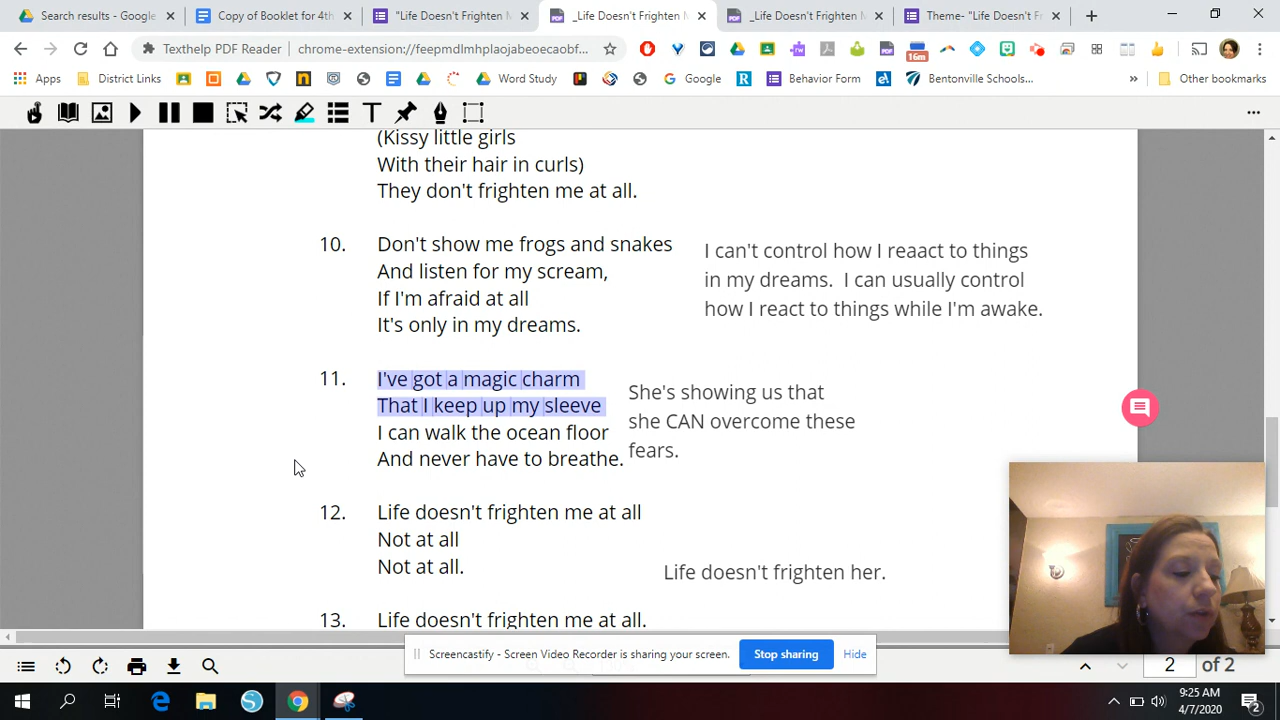 Search results - Google
Copy of Booklet for 4th
"Life Doesn't Frighten M
_Life Doesn't Frighten M
_Life Doesn't Frighten M
Theme- "Life Doesn't Fr
Texthelp PDF Reader
chrome-extension://feepmdlmhplaojabeoecaobf...
16m
Apps
District Links
Word Study
Google
Behavior Form
Bentonville Schools...
»
Other bookmarks
(Kissy little girls
With their hair in curls)
They don't frighten me at all.
10. Don't show me frogs and snakes
And listen for my scream,
If I'm afraid at all
It's only in my dreams.
I can't control how I reaact to things
in my dreams. I can usually control
how I react to things while I'm awake.
11. I've got a magic charm
That I keep up my sleeve
I can walk the ocean floor
And never have to breathe.
She's showing us that
she CAN overcome these
fears.
12. Life doesn't frighten me at all
Not at all
Not at all.
Life doesn't frighten her.
13. Life doesn't frighten me at all.
Screencastify - Screen Video Recorder is sharing your screen.
Stop sharing
Hide
2 of 2
9:25 AM
4/7/2020
2